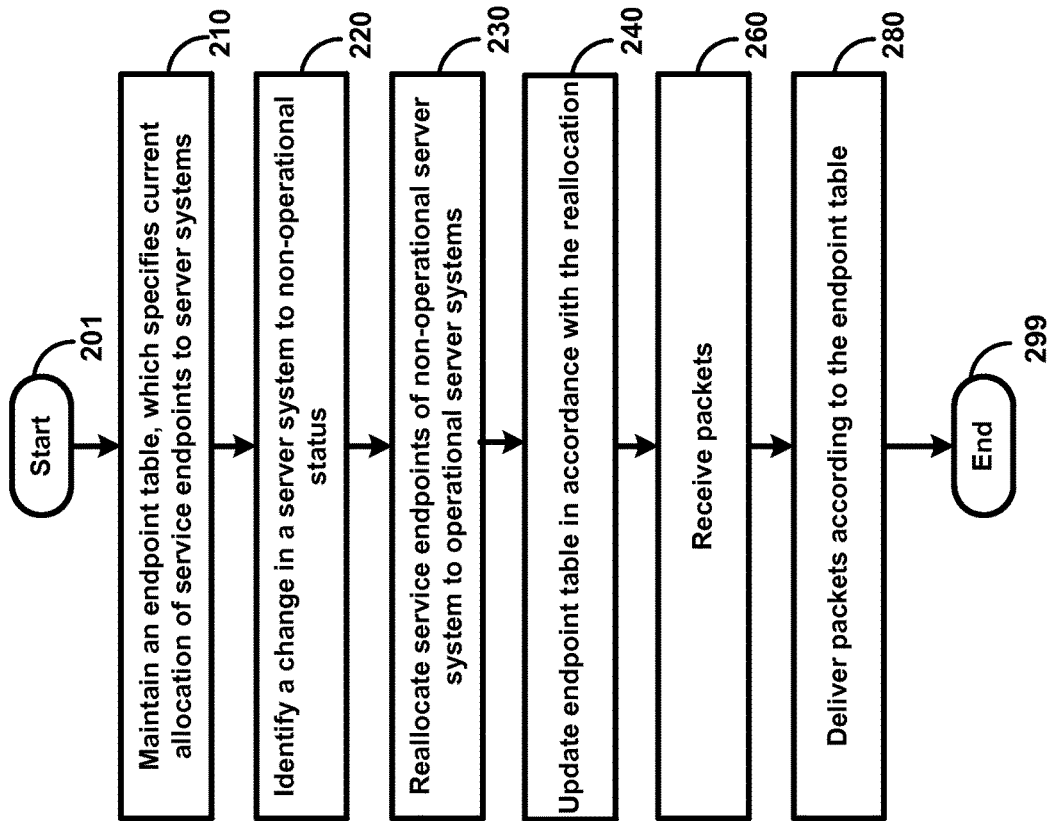 Start
201
Maintain an endpoint table, which specifies current
allocation of service endpoints to server systems
210
Identify a change in a server system to non-operational
status
220
Reallocate service endpoints of non-operational server
system to operational server systems
230
Update endpoint table in accordance with the reallocation
240
Receive packets
260
Deliver packets according to the endpoint table
280
End
299